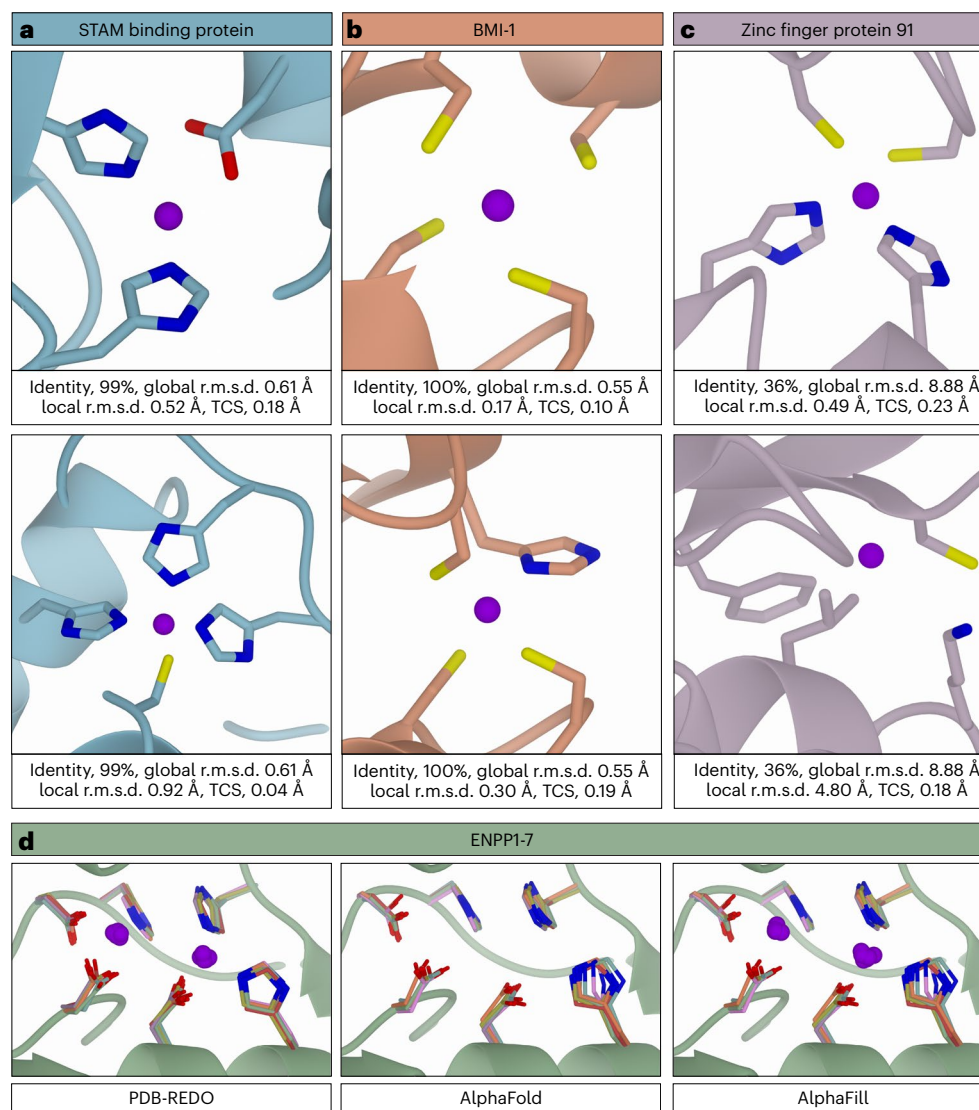 a STAM binding protein
b BMI-1
c Zinc finger protein 91
Identity, 99%, global r.m.s.d. 0.61 Å
local r.m.s.d. 0.52 Å, TCS, 0.18 Å
Identity, 100%, global r.m.s.d. 0.55 Å
local r.m.s.d. 0.17 Å, TCS, 0.10 Å
Identity, 36%, global r.m.s.d. 8.88 Å
local r.m.s.d. 0.49 Å, TCS, 0.23 Å
Identity, 99%, global r.m.s.d. 0.61 Å
local r.m.s.d. 0.92 Å, TCS, 0.04 Å
Identity, 100%, global r.m.s.d. 0.55 Å
local r.m.s.d. 0.30 Å, TCS, 0.19 Å
Identity, 36%, global r.m.s.d. 8.88 Å
local r.m.s.d. 4.80 Å, TCS, 0.18 Å
d ENPP1-7
PDB-REDO
AlphaFold
AlphaFill